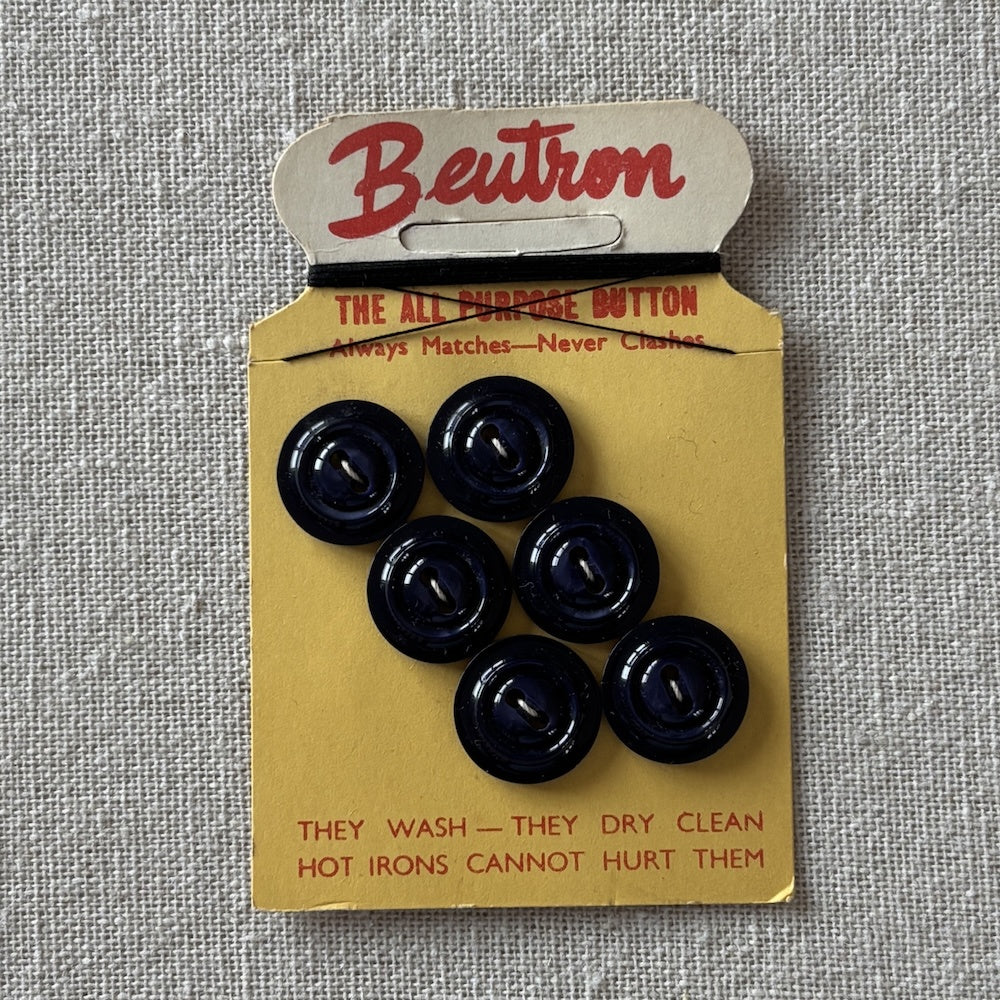 Beutron
THE ALL PURPOSE BUTTON
Always Matches—Never Clashes
THEY WASH — THEY DRY CLEAN
HOT IRONS CANNOT HURT THEM